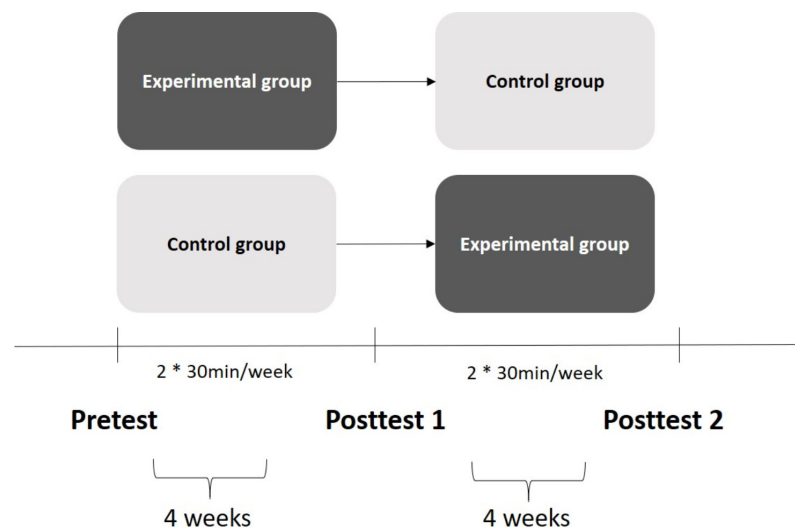 Experimental group
Control group
Control group
Experimental group
2 * 30min/week
2 * 30min/week
Pretest
Posttest 1
Posttest 2
4 weeks
4 weeks